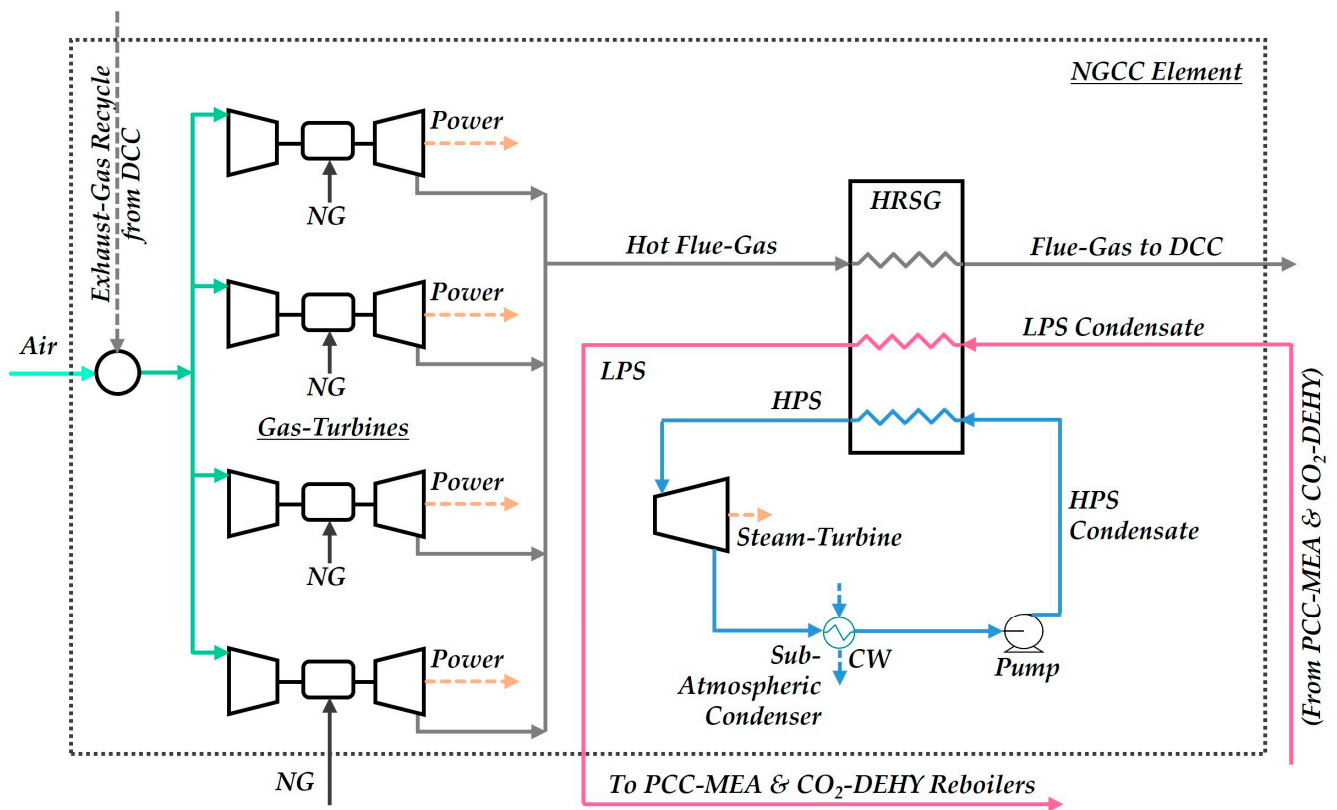 NGCC Element
Exhaust-Gas Recycle
from DCC
Power
NG
Hot Flue-Gas
HRSG
Flue-Gas to DCC
Power
NG
Air
LPS Condensate
LPS
HPS
Gas-Turbines
Power
NG
Steam-Turbine
HPS
Condensate
(From PCC-MEA & CO₂-DEHY)
Sub-
Atmospheric
Condenser
CW
Pump
Power
NG
To PCC-MEA & CO₂-DEHY Reboilers